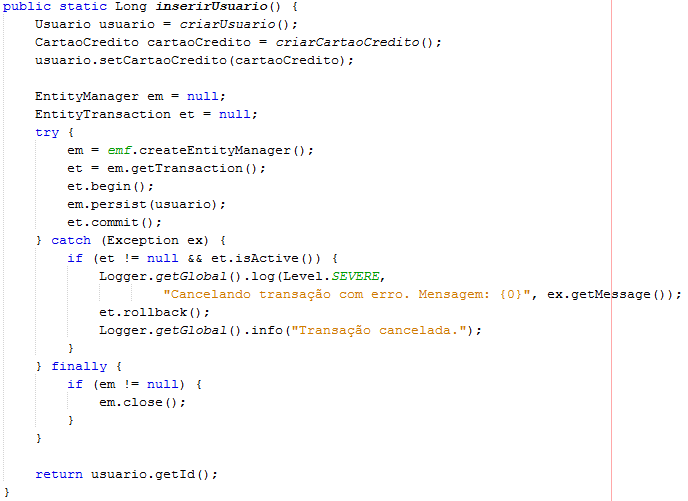 public static Long inserirUsuario() {
    Usuario usuario = criarUsuario();
    CartaoCredito cartaoCredito = criarCartaoCredito();
    usuario.setCartaoCredito(cartaoCredito);

    EntityManager em = null;
    EntityTransaction et = null;
    try {
        em = emf.createEntityManager();
        et = em.getTransaction();
        et.begin();
        em.persist(usuario);
        et.commit();
    } catch (Exception ex) {
        if (et != null && et.isActive()) {
            Logger.getGlobal().log(Level.SEVERE,
                    "Cancelando transação com erro. Mensagem: {0}", ex.getMessage());
            et.rollback();
            Logger.getGlobal().info("Transação cancelada.");
        }
    } finally {
        if (em != null) {
            em.close();
        }
    }

    return usuario.getId();
}